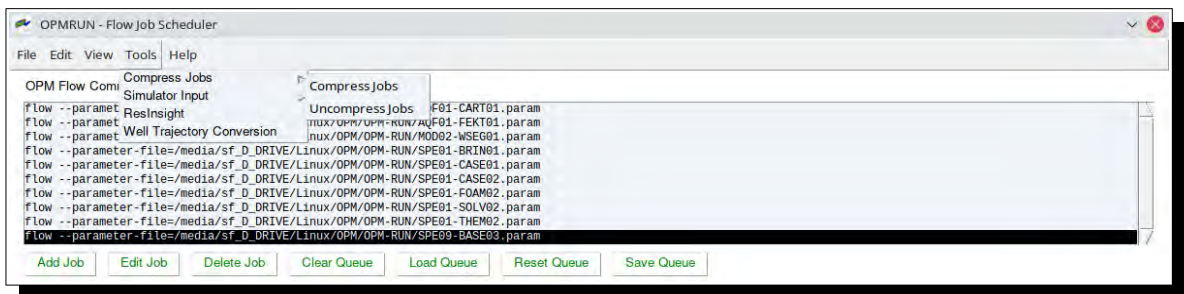 OPMRUN - Flow Job Scheduler
File Edit View Tools Help
OPM Flow Com
Compress Jobs
Simulator Input
ResInsight
Well Trajectory Conversion
Compress Jobs
Uncompress Jobs
flow --paramet F01-CART01.param
flow --paramet nux/OPM/OPM-RUN/AQF01-FEKT01.param
flow --paramet nux/OPM/OPM-RUN/MOD02-WSEG01.param
flow --parameter-file=/media/sf_D_DRIVE/Linux/OPM/OPM-RUN/SPE01-BRIN01.param
flow --parameter-file=/media/sf_D_DRIVE/Linux/OPM/OPM-RUN/SPE01-CASE01.param
flow --parameter-file=/media/sf_D_DRIVE/Linux/OPM/OPM-RUN/SPE01-CASE02.param
flow --parameter-file=/media/sf_D_DRIVE/Linux/OPM/OPM-RUN/SPE01-FOAM02.param
flow --parameter-file=/media/sf_D_DRIVE/Linux/OPM/OPM-RUN/SPE01-SOLV02.param
flow --parameter-file=/media/sf_D_DRIVE/Linux/OPM/OPM-RUN/SPE01-THEM02.param
flow --parameter-file=/media/sf_D_DRIVE/Linux/OPM/OPM-RUN/SPE09-BASE03.param
Add Job Edit Job Delete Job Clear Queue Load Queue Reset Queue Save Queue